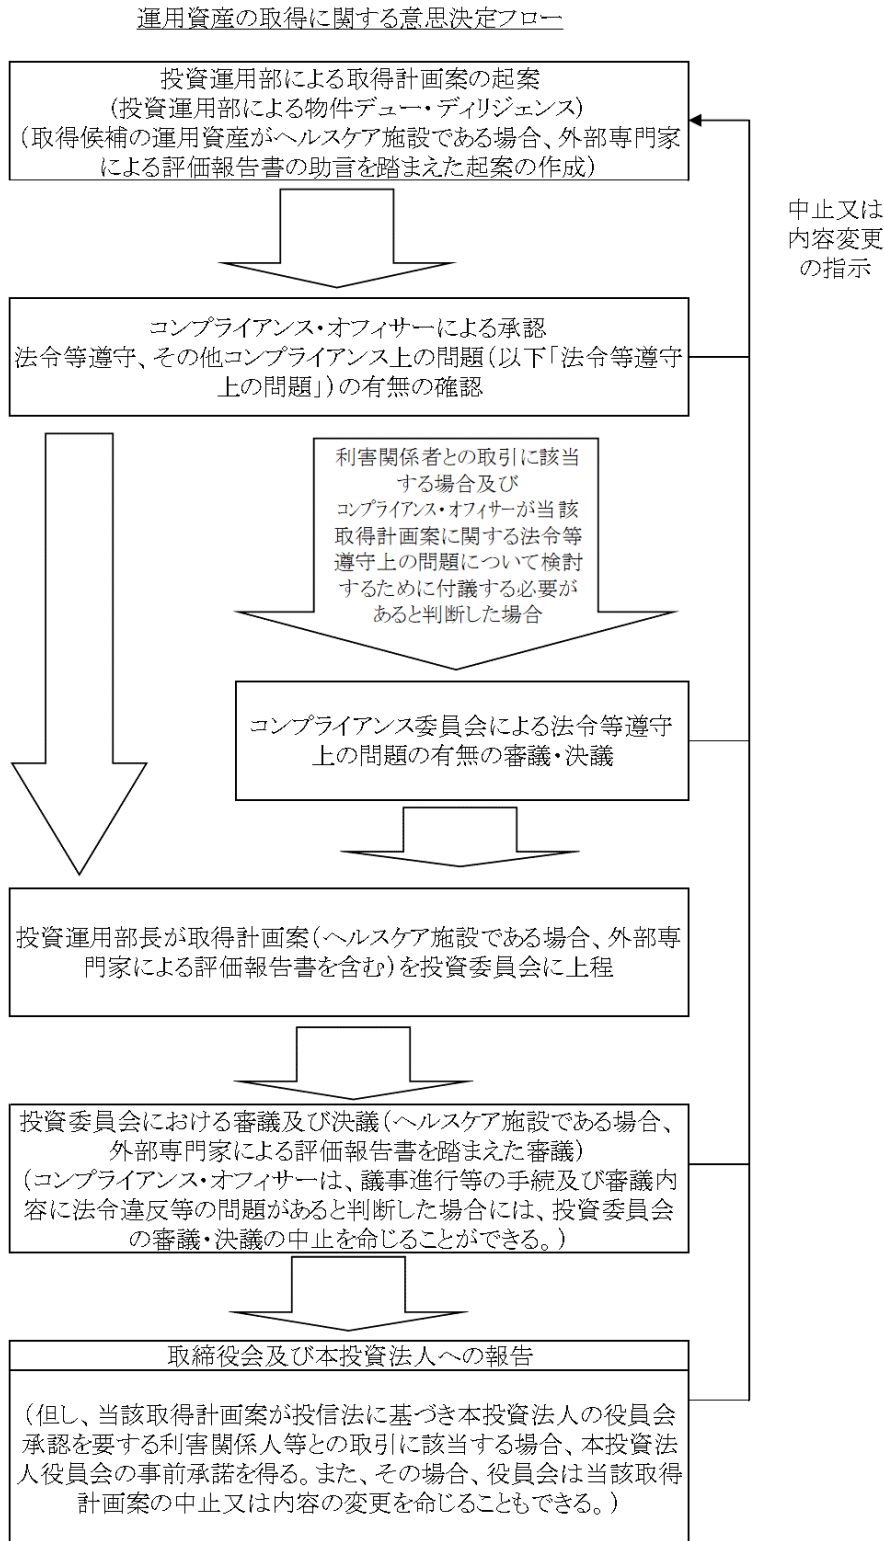 運用資産の取得に関する意思決定フロー
投資運用部による取得計画案の起案
(投資運用部による物件デュー・ディリジェンス)
(取得候補の運用資産がヘルスケア施設である場合、外部専門家
による評価報告書の助言を踏まえた起案の作成)
中止又は
内容変更
の指示
コンプライアンス・オフィサーによる承認
法令等遵守、その他コンプライアンス上の問題(以下「法令等遵守
上の問題」)の有無の確認
利害関係者との取引に該当
する場合及び
コンプライアンス・オフィサーが当該
取得計画案に関する法令等
遵守上の問題について検討
するために付議する必要が
あると判断した場合
コンプライアンス委員会による法令等遵守
上の問題の有無の審議・決議
投資運用部長が取得計画案(ヘルスケア施設である場合、外部専
門家による評価報告書を含む)を投資委員会に上程
投資委員会における審議及び決議(ヘルスケア施設である場合、
外部専門家による評価報告書を踏まえた審議)
(コンプライアンス・オフィサーは、議事進行等の手続及び審議内
容に法令違反等の問題があると判断した場合には、投資委員会
の審議・決議の中止を命じることができる。)
取締役会及び本投資法人への報告
(但し、当該取得計画案が投信法に基づき本投資法人の役員会
承認を要する利害関係人等との取引に該当する場合、本投資法
人役員会の事前承諾を得る。また、その場合、役員会は当該取得
計画案の中止又は内容の変更を命じることもできる。)